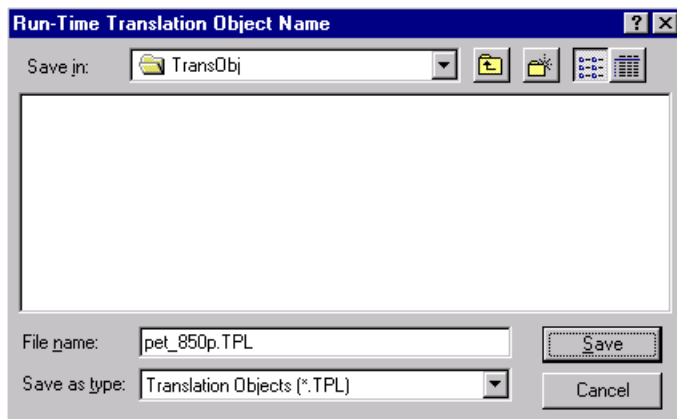 Run-Time Translation Object Name
Save in: TransObj
File name: pet_850p.TPL Save
Save as type: Translation Objects (*.TPL) Cancel